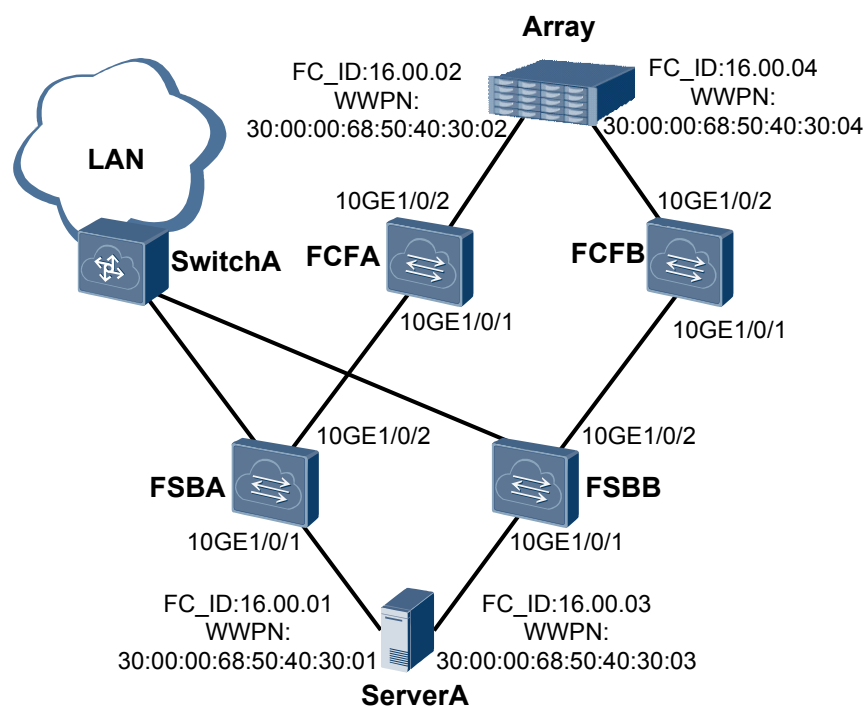 Array
FC_ID:16.00.02
WWPN:
30:00:00:68:50:40:30:02
FC_ID:16.00.04
WWPN:
30:00:00:68:50:40:30:04
LAN
SwitchA
10GE1/0/2
FCFA
10GE1/0/1
10GE1/0/2
FCFB
10GE1/0/1
10GE1/0/2
FSBA
10GE1/0/1
10GE1/0/2
FSBB
10GE1/0/1
FC_ID:16.00.01
WWPN:
30:00:00:68:50:40:30:01
FC_ID:16.00.03
WWPN:
30:00:00:68:50:40:30:03
ServerA